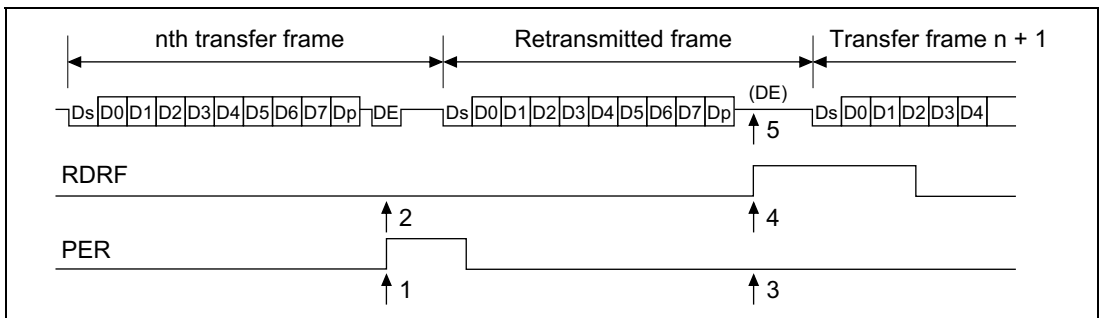 nth transfer frame Retransmitted frame Transfer frame n + 1
(DE)
Ds D0 D1 D2 D3 D4 D5 D6 D7 Dp DE Ds D0 D1 D2 D3 D4 D5 D6 D7 Dp Ds D0 D1 D2 D3 D4
5
RDRF
2 4
PER
1 3